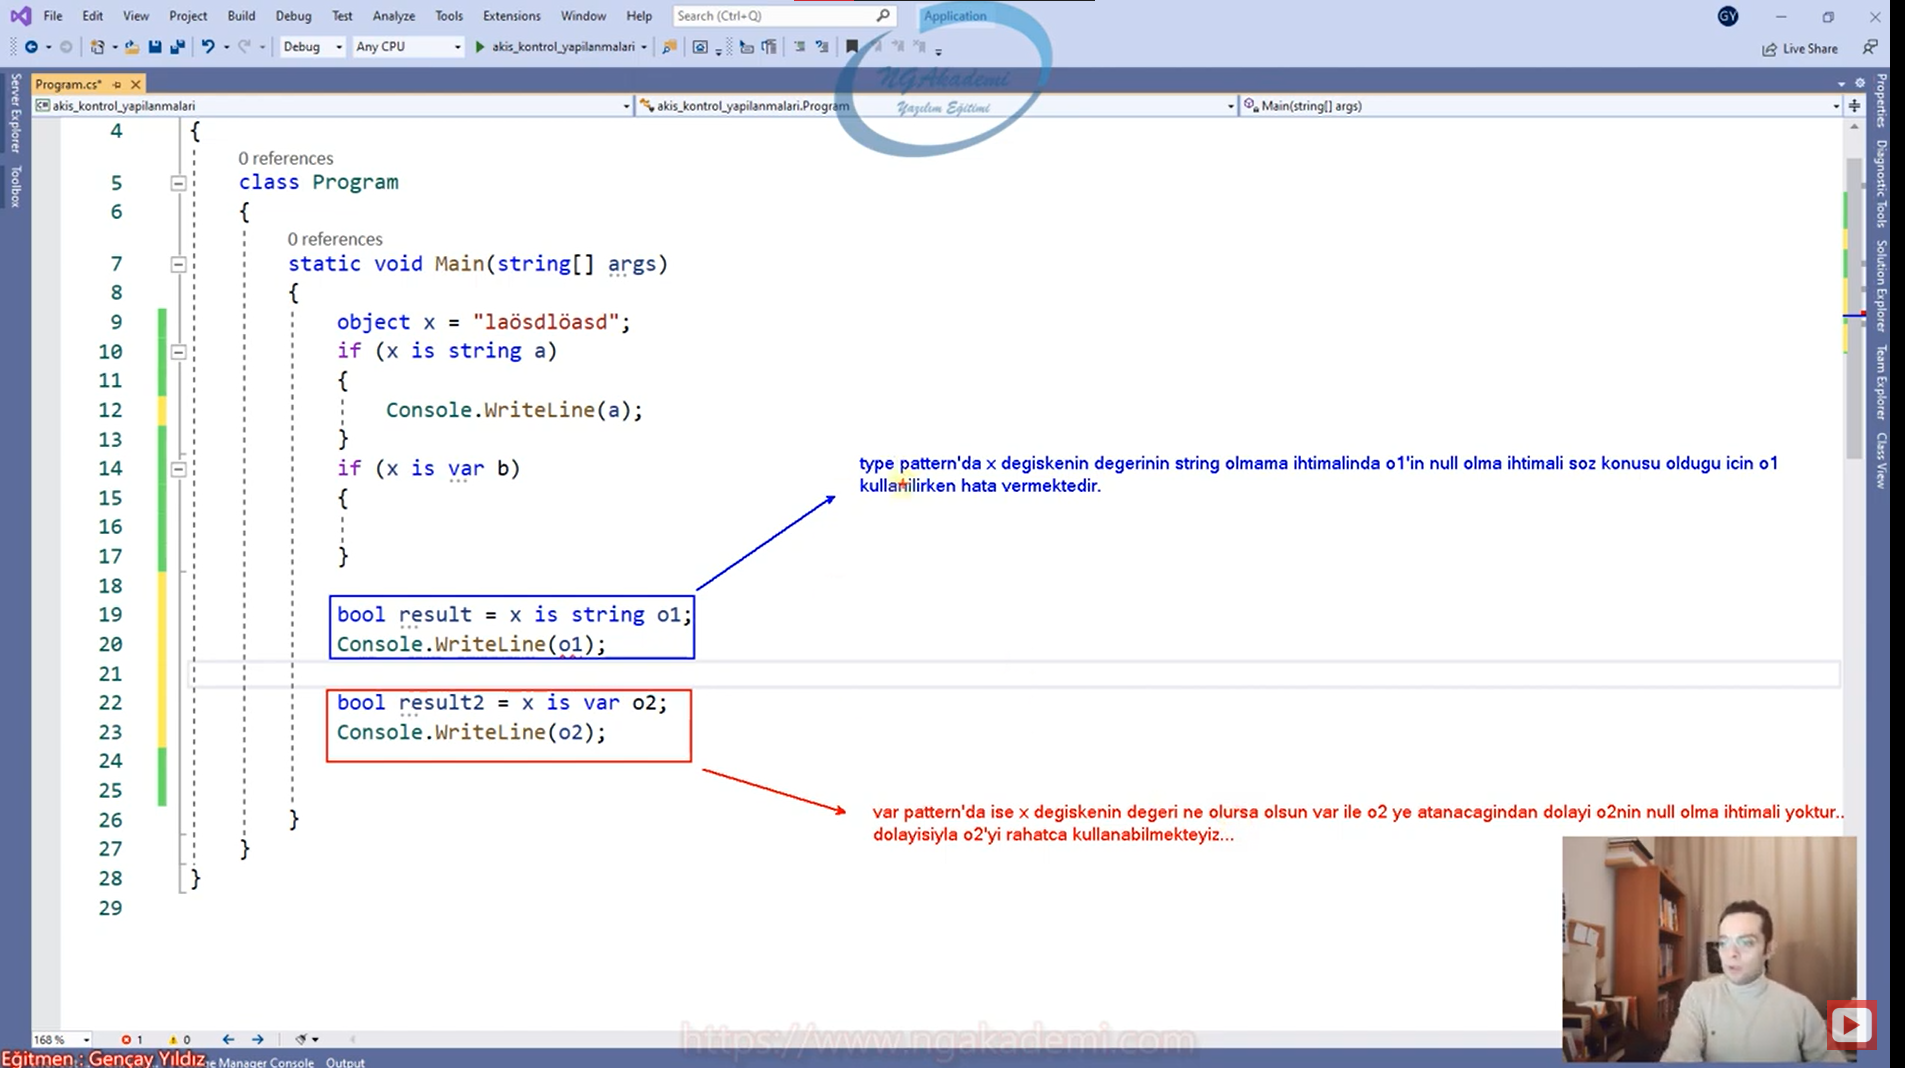 File Edit View Project Build Debug Test Analyze Tools Extensions Window Help Search (Ctrl+Q) Application GY
Debug Any CPU akis_kontrol_yapilanmalari Live Share
NGAkademi
Yazılım Eğitimi
Program.cs*
akis_kontrol_yapilanmalari akis_kontrol_yapilanmalari.Program Main(string[] args)
Server Explorer
Toolbox
Properties
Diagnostic Tools
Solution Explorer
Team Explorer
Class View
4 {
0 references
5 class Program
6 {
0 references
7 static void Main(string[] args)
8 {
9 object x = "laösdlöasd";
10 if (x is string a)
11 {
12 Console.WriteLine(a);
13 }
14 if (x is var b)
15 {
16
17 }
18
19 bool result = x is string o1;
20 Console.WriteLine(o1);
21
22 bool result2 = x is var o2;
23 Console.WriteLine(o2);
24
25
26 }
27 }
28 }
29
type pattern'da x degiskenin degerinin string olmama ihtimalinda o1'in null olma ihtimali soz konusu oldugu icin o1
kullanilirken hata vermektedir.
var pattern'da ise x degiskenin degeri ne olursa olsun var ile o2 ye atanacagindan dolayi o2nin null olma ihtimali yoktur..
dolayisiyla o2'yi rahatca kullanabilmekteyiz...
168 % 1 0
https://www.ngakademi.com
Eğitmen : Gençay Yıldız ge Manager Console Output